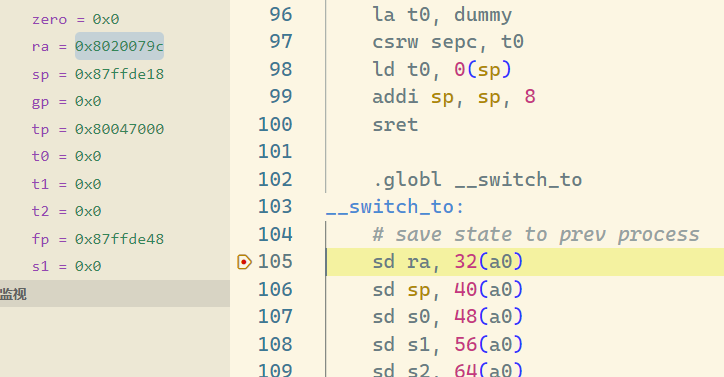 zero = 0x0
ra = 0x8020079c
sp = 0x87ffde18
gp = 0x0
tp = 0x80047000
t0 = 0x0
t1 = 0x0
t2 = 0x0
fp = 0x87ffde48
s1 = 0x0
监视
96 la t0, dummy
97 csrw sepc, t0
98 ld t0, 0(sp)
99 addi sp, sp, 8
100 sret
101
102 .globl __switch_to
103 __switch_to:
104 # save state to prev process
105 sd ra, 32(a0)
106 sd sp, 40(a0)
107 sd s0, 48(a0)
108 sd s1, 56(a0)
109 sd s2, 64(a0)